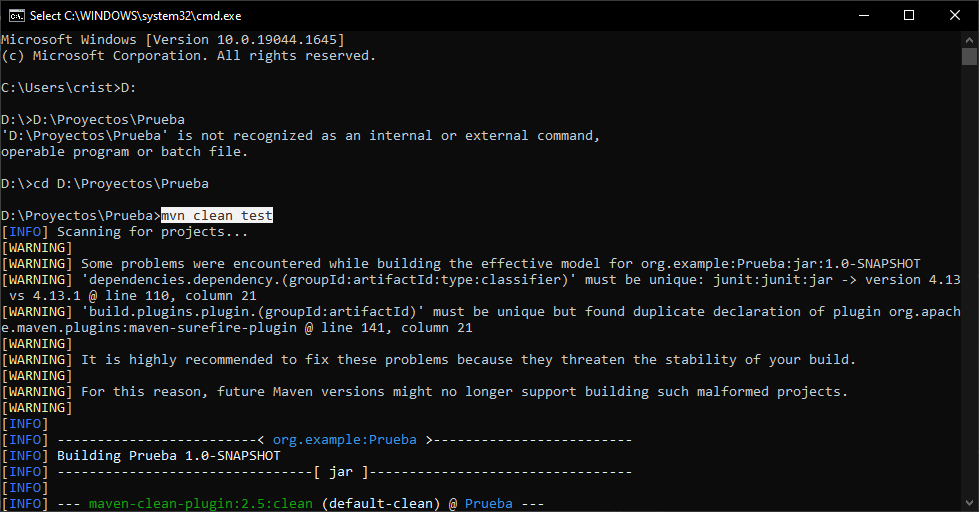 Select C:\WINDOWS\system32\cmd.exe
Microsoft Windows [Version 10.0.19044.1645]
(c) Microsoft Corporation. All rights reserved.
C:\Users\crist>D:
D:\>D:\Proyectos\Prueba
'D:\Proyectos\Prueba' is not recognized as an internal or external command,
operable program or batch file.
D:\>cd D:\Proyectos\Prueba
D:\Proyectos\Prueba>mvn clean test
[INFO] Scanning for projects...
[WARNING]
[WARNING] Some problems were encountered while building the effective model for org.example:Prueba:jar:1.0-SNAPSHOT
[WARNING] 'dependencies.dependency.(groupId:artifactId:type:classifier)' must be unique: junit:junit:jar -> version 4.13
vs 4.13.1 @ line 110, column 21
[WARNING] 'build.plugins.plugin.(groupId:artifactId)' must be unique but found duplicate declaration of plugin org.apach
e.maven.plugins:maven-surefire-plugin @ line 141, column 21
[WARNING]
[WARNING] It is highly recommended to fix these problems because they threaten the stability of your build.
[WARNING]
[WARNING] For this reason, future Maven versions might no longer support building such malformed projects.
[WARNING]
[INFO]
[INFO] -------------------------< org.example:Prueba >-------------------------
[INFO] Building Prueba 1.0-SNAPSHOT
[INFO] --------------------------------[ jar ]---------------------------------
[INFO]
[INFO] --- maven-clean-plugin:2.5:clean (default-clean) @ Prueba ---